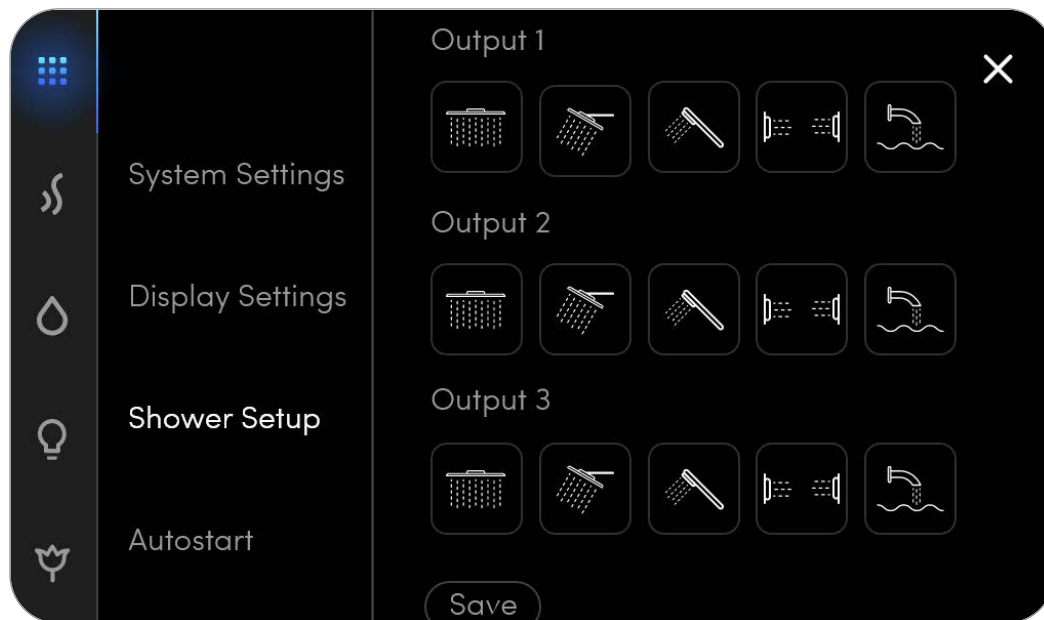 System Settings
Display Settings
Shower Setup
Autostart
Output 1
Output 2
Output 3
Save